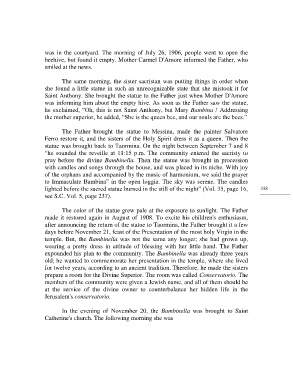 was in the courtyard. The morning of July 26, 1906, people went to open the
beehive, but found it empty. Mother Carmel D'Amore informed the Father, who
smiled at the news.
The same morning, the sister sacristan was putting things in order when
she found a little statue in such an unrecognizable state that she mistook it for
Saint Anthony. She brought the statue to the Father just when Mother D'Amore
was informing him about the empty hive. As soon as the Father saw the statue,
he exclaimed, "Oh, this is not Saint Anthony, but Mary Bambina ! Addressing
the mother superior, he added, "She is the queen bee, and our souls are the bees."
The Father brought the statue to Messina, made the painter Salvatore
Ferro restore it, and the sisters of the Holy Spirit dress it as a queen. Then the
statue was brought back to Taormina. On the night between September 7 and 8
"he sounded the reveille at 11:15 p.m. The community entered the sacristy to
pray before the divine Bambinella. Then the statue was brought in procession
with candles and songs through the house, and was placed in its niche. With joy
of the orphans and accompanied by the music of harmonium, we said the prayer
to Immaculate Bambina" in the open loggia. The sky was serene. The candles
lighted before the sacred statue burned in the still of the night" (Vol. 35, page 16,
see S.C. Vol. 5, page 237).
The color of the statue grew pale at the exposure to sunlight. The Father
made it restored again in August of 1908. To excite his children's enthusiasm,
after announcing the return of the statue to Taormina, the Father brought it a few
days before November 21, feast of the Presentation of the most holy Virgin in the
temple. But, the Bambinella was not the same any longer; she had grown up,
wearing a pretty dress in attitude of blessing with her little hand. The Father
expounded his plan to the community. The Bambinella was already three years
old; he wanted to commemorate her presentation in the temple, where she lived
for twelve years, according to an ancient tradition. Therefore, he made the sisters
prepare a room for the Divine Superior. The room was called Conservatorio. The
members of the community were given a Jewish name, and all of them should be
at the service of the divine owner to counterbalance her hidden life in the
Jerusalem's conservatorio.
In the evening of November 20, the Bambinella was brought to Saint
Catherine's church. The following morning she was